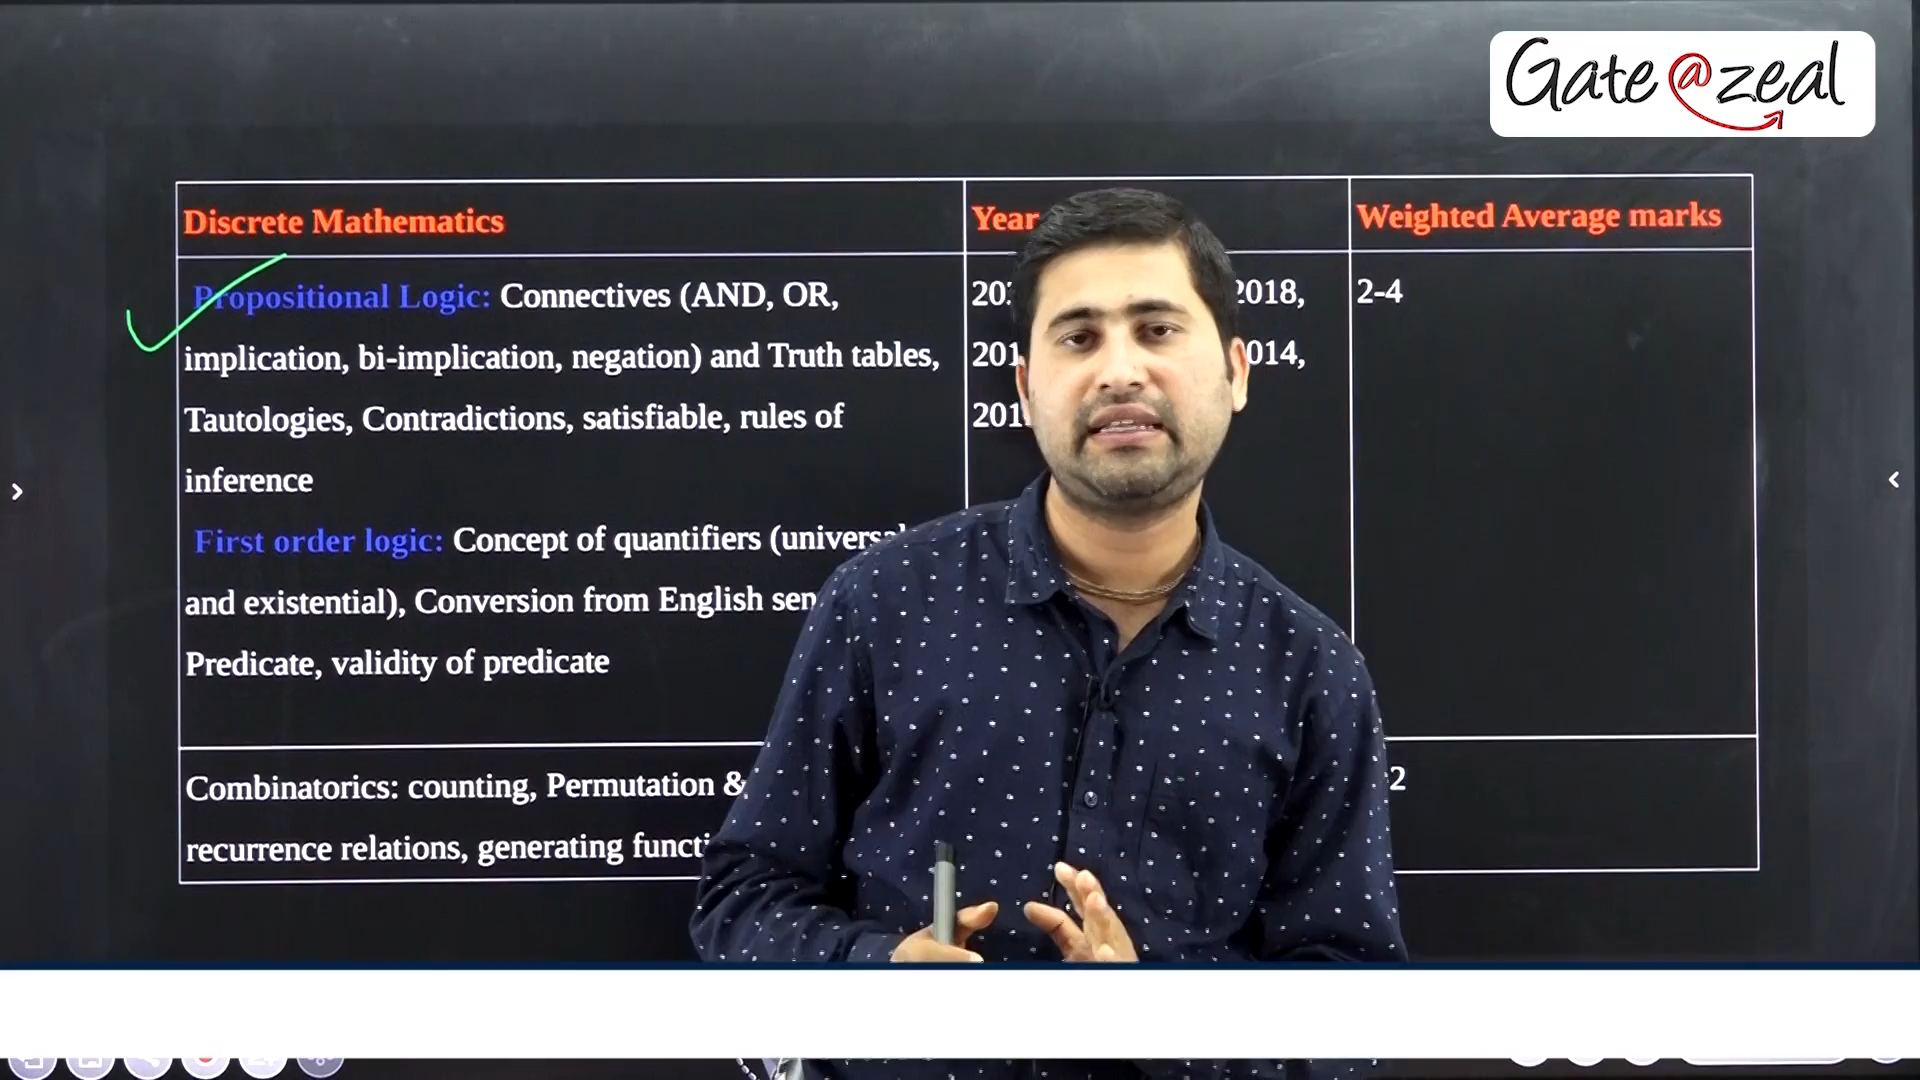 Gate@zeal
Discrete Mathematics
Year
Weighted Average marks
Propositional Logic: Connectives (AND, OR,
implication, bi-implication, negation) and Truth tables,
Tautologies, Contradictions, satisfiable, rules of
inference
First order logic: Concept of quantifiers (universal
and existential), Conversion from English
Predicate, validity of predicate
2018,
014,
2-4
Combinatorics: counting, Permutation &
recurrence relations, generating
2